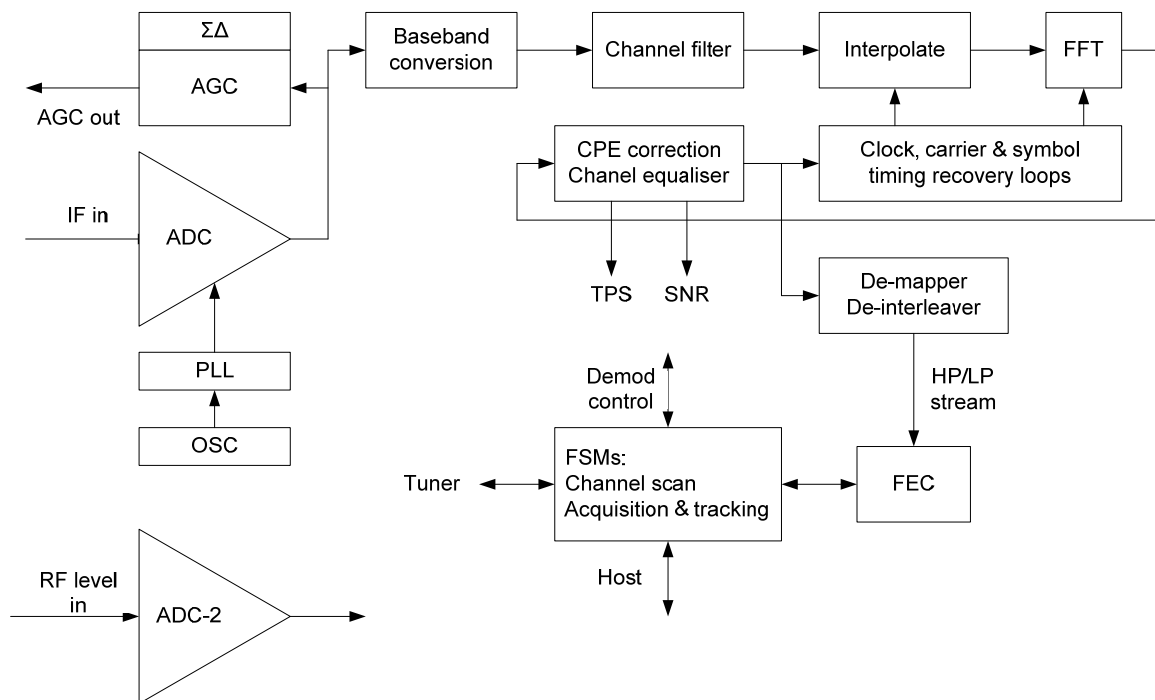 ΣΔ
AGC
AGC out
Baseband
conversion
Channel filter
Interpolate
FFT
CPE correction
Chanel equaliser
Clock, carrier & symbol
timing recovery loops
IF in
ADC
TPS
SNR
De-mapper
De-interleaver
PLL
OSC
Demod
control
HP/LP
stream
Tuner
FSMs:
Channel scan
Acquisition & tracking
FEC
Host
RF level
in
ADC-2